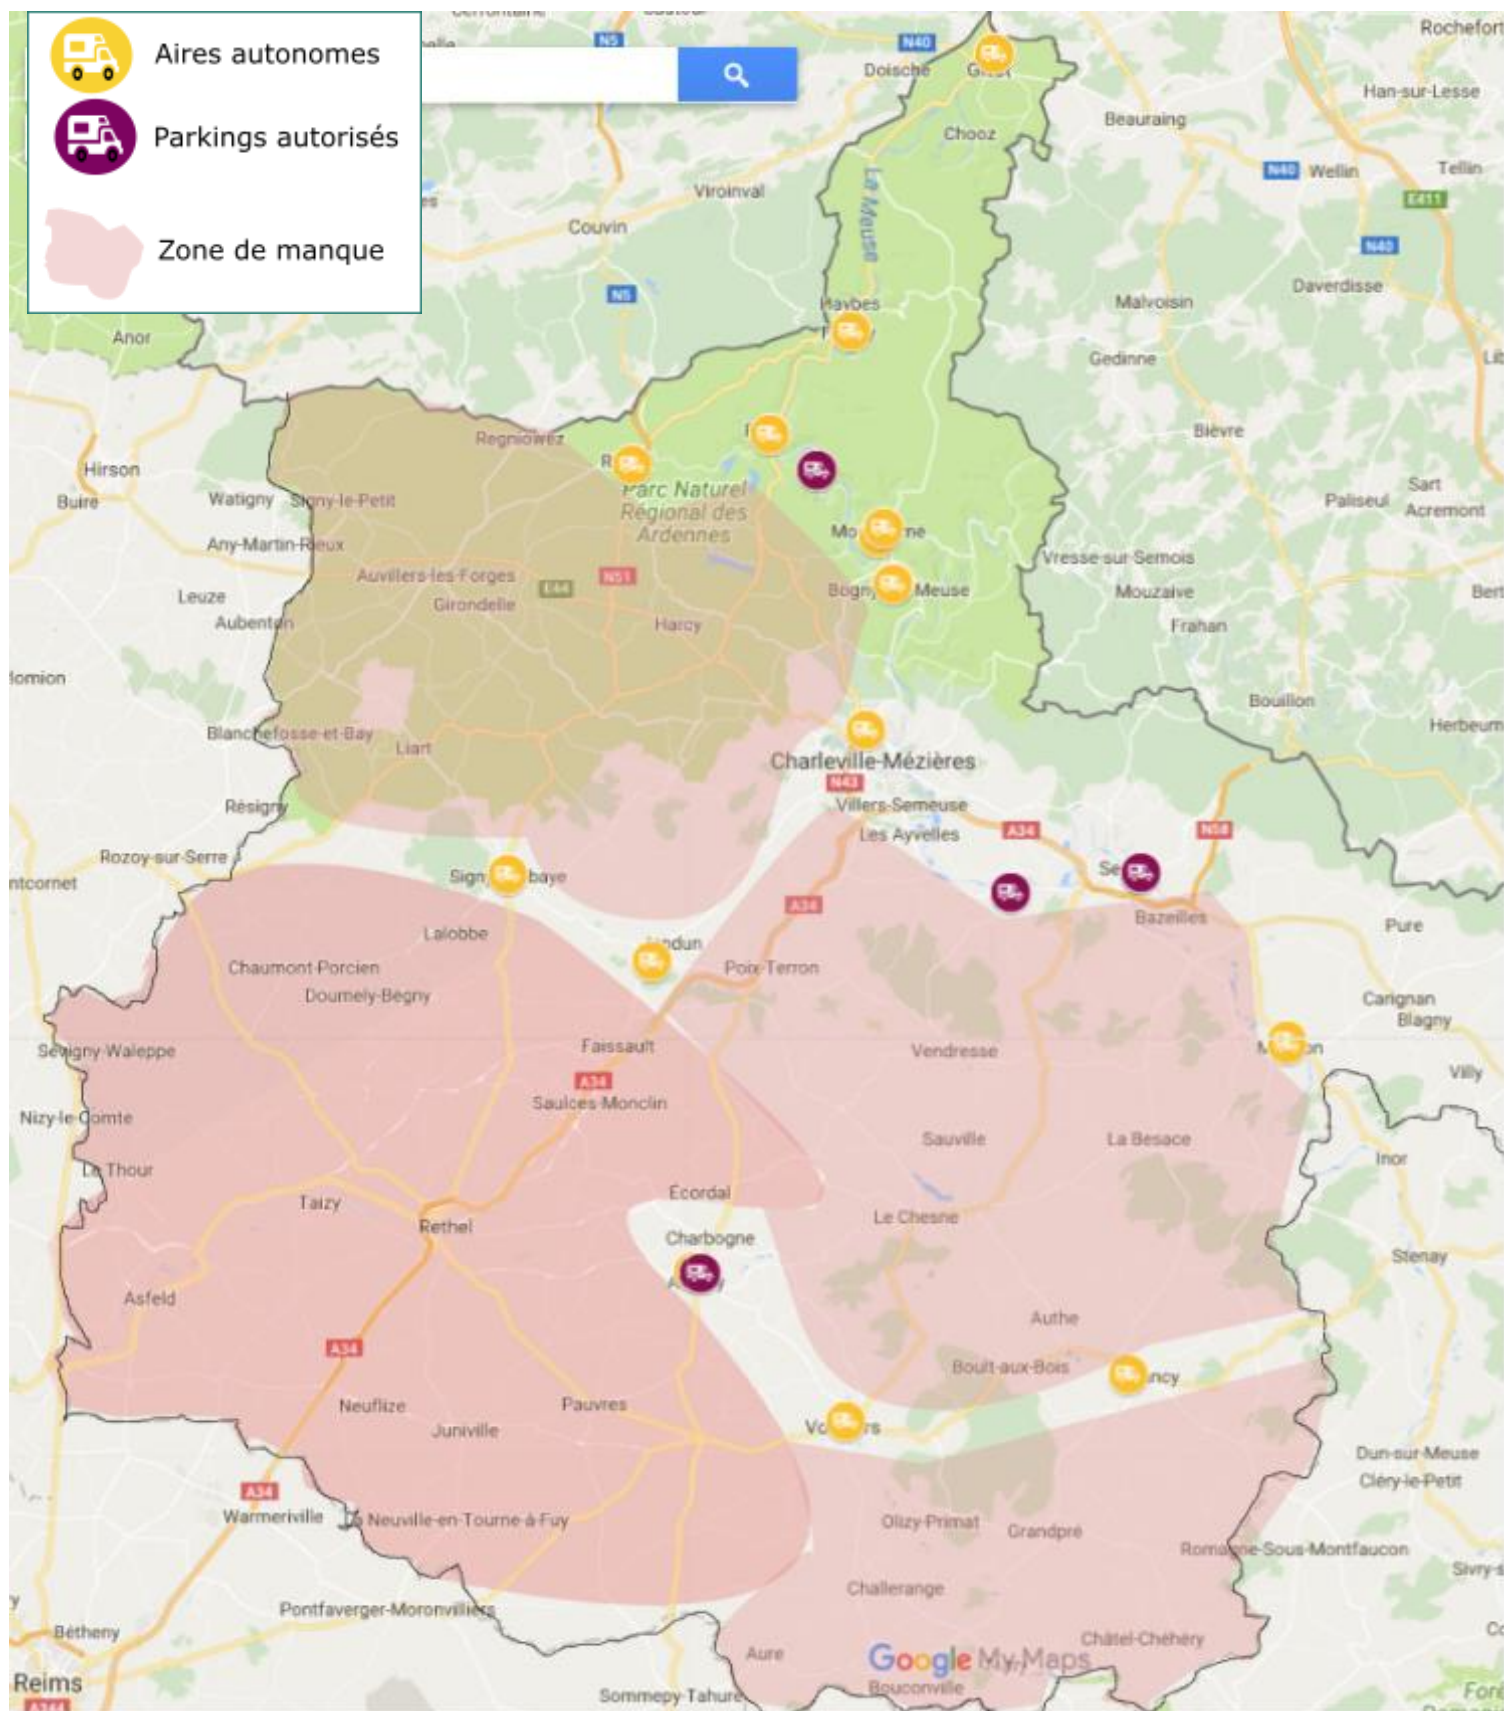 Aires autonomes
Parkings autorisés
Zone de manque
N5
N40
Rochefort
Doische
Han-sur-Lesse
Beauraing
Chooz
N40
Wellin
Tellin
E411
Viroinval
Couvin
La Meuse
N40
N5
Daverdisse
Malvoisin
Haybes
Anor
Gedinne
Regniowez
Bièvre
Hirson
Buire
Watigny
Signy-le-Petit
Parc Naturel
Régional des
Ardennes
Paliseul
Sart
Acremont
Any-Martin-Rieux
Vresse-sur-Semois
Auvillers-les-Forges
E44
N51
Meuse
Mouzaive
Leuze
Girondelle
Aubenton
Harcy
Frahan
Bouillon
Blanchefosse-et-Bay
Liart
Charleville-Mézières
N43
Résigny
Villers-Semeuse
Les Ayvelles
A34
N58
Rozoy-sur-Serre
A34
Bazeilles
Pure
Lalobbe
Chaumont-Porcien
Poix-Terron
Doumely-Bégny
Carignan
Blagny
Sévigny-Waleppe
Faissault
Vendresse
A34
Villy
Saulces-Monclin
Nizy-le-Comte
Sauville
La Besace
Inor
Le Thour
Taizy
Écordal
Rethel
Le Chesne
Charbogne
Stenay
Asfeld
Authe
A34
Boult-aux-Bois
Neuflize
Pauvres
Juniville
Dun-sur-Meuse
Cléry-le-Petit
A34
Warmeriville
Neuville-en-Tourne-à-Fuy
Olizy-Primat
Grandpré
Romagne-Sous-Montfaucon
Challerange
Pontfaverger-Moronvilliers
Bétheny
Châtel-Chéhéry
Aure
Google My Maps
Reims
Sommepy-Tahure
Bouconville